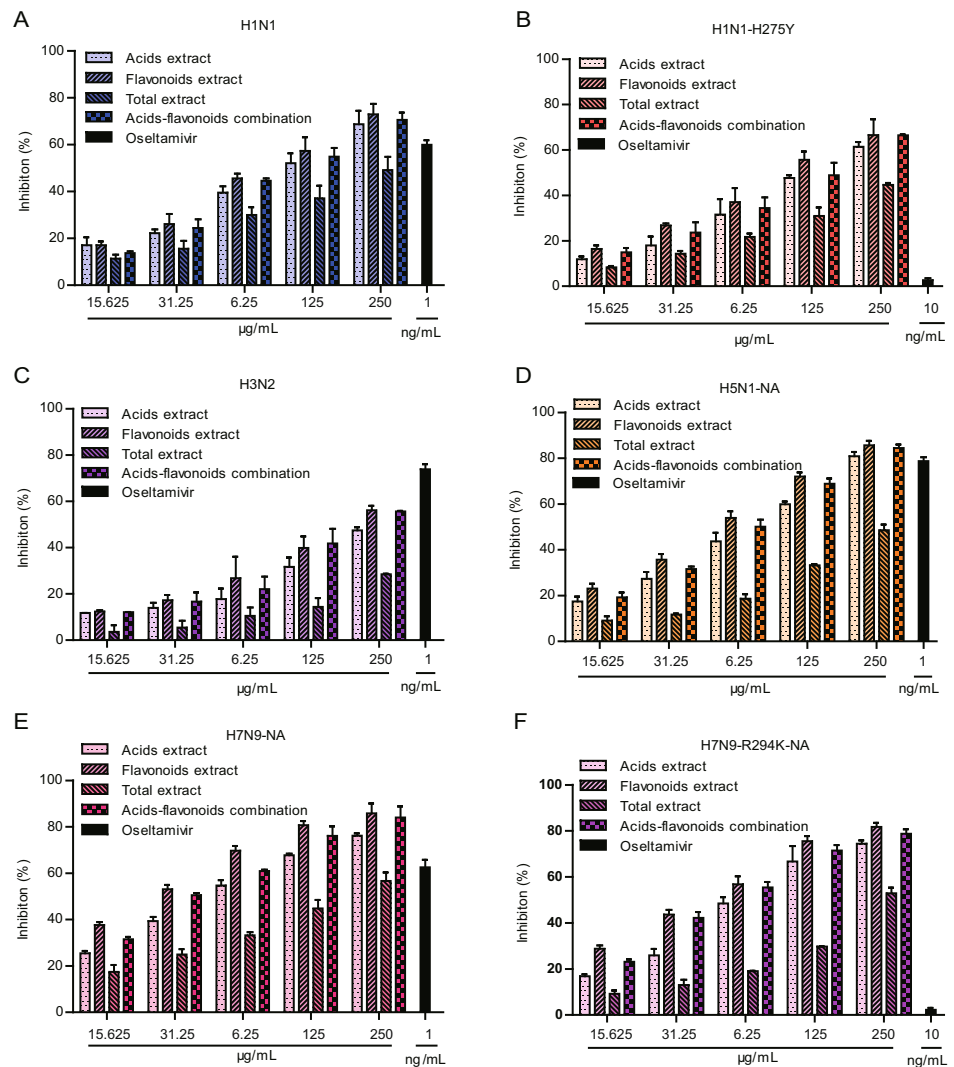 A
H1N1
Acids extract
Flavonoids extract
Total extract
Acids-flavonoids combination
Oseltamivir
Inhibiton (%)
100
80
60
40
20
0
15.625 31.25 6.25 125 250 1
µg/mL ng/mL
B
H1N1-H275Y
Acids extract
Flavonoids extract
Total extract
Acids-flavonoids combination
Oseltamivir
Inhibiton (%)
100
80
60
40
20
0
15.625 31.25 6.25 125 250 10
µg/mL ng/mL
C
H3N2
Acids extract
Flavonoids extract
Total extract
Acids-flavonoids combination
Oseltamivir
Inhibiton (%)
100
80
60
40
20
0
15.625 31.25 6.25 125 250 1
µg/mL ng/mL
D
H5N1-NA
Acids extract
Flavonoids extract
Total extract
Acids-flavonoids combination
Oseltamivir
Inhibiton (%)
100
80
60
40
20
0
15.625 31.25 6.25 125 250 1
µg/mL ng/mL
E
H7N9-NA
Acids extract
Flavonoids extract
Total extract
Acids-flavonoids combination
Oseltamivir
Inhibiton (%)
100
80
60
40
20
0
15.625 31.25 6.25 125 250 1
µg/mL ng/mL
F
H7N9-R294K-NA
Acids extract
Flavonoids extract
Total extract
Acids-flavonoids combination
Oseltamivir
Inhibiton (%)
100
80
60
40
20
0
15.625 31.25 6.25 125 250 10
µg/mL ng/mL